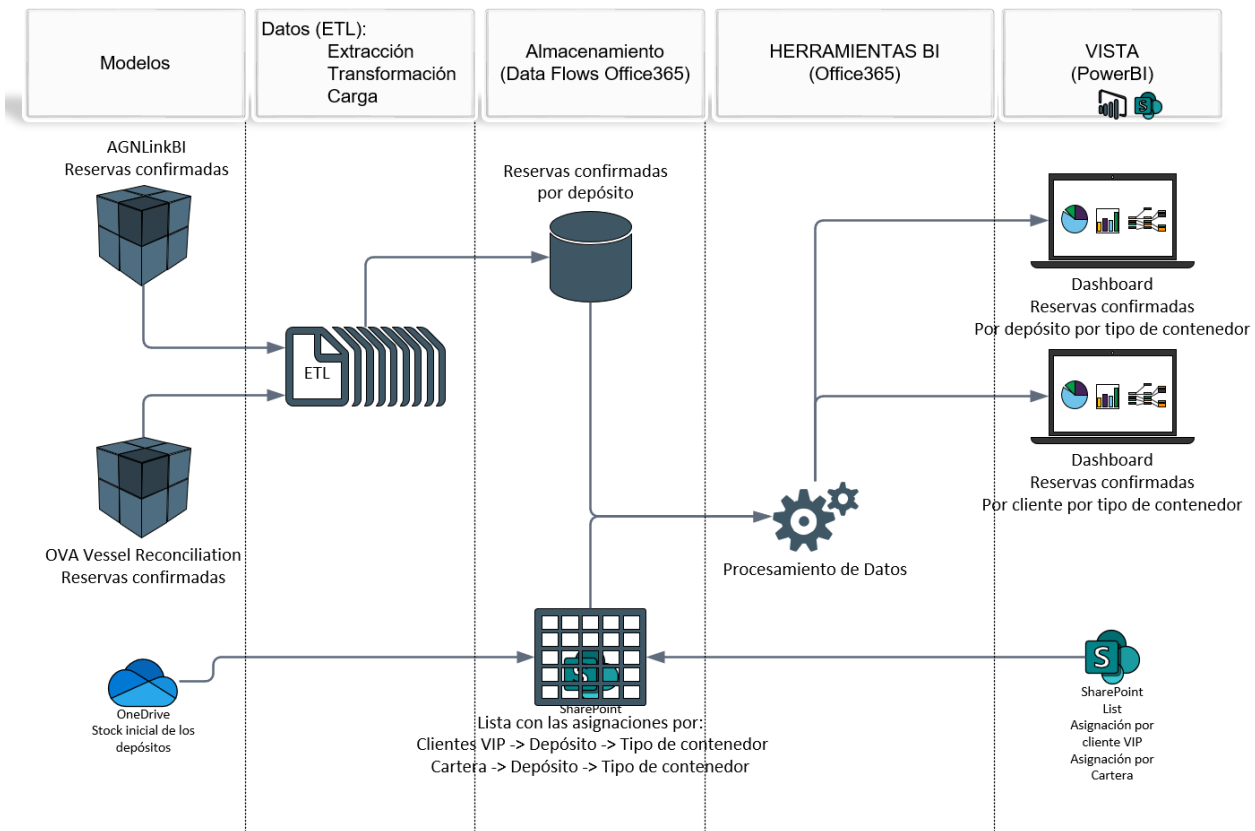 Modelos
Datos (ETL):
Extracción
Transformación
Carga
Almacenamiento
(Data Flows Office365)
HERRAMIENTAS BI
(Office365)
VISTA
(PowerBI)
S
AGNLinkBI
Reservas confirmadas
Reservas confirmadas
por depósito
ETL
Dashboard
Reservas confirmadas
Por depósito por tipo de contenedor
Dashboard
Reservas confirmadas
Por cliente por tipo de contenedor
OVA Vessel Reconciliation
Reservas confirmadas
Procesamiento de Datos
OneDrive
Stock inicial de los
depósitos
S
SharePoint
Lista con las asignaciones por:
Clientes VIP -> Depósito -> Tipo de contenedor
Cartera -> Depósito -> Tipo de contenedor
S
SharePoint
List
Asignación por
cliente VIP
Asignación por
Cartera